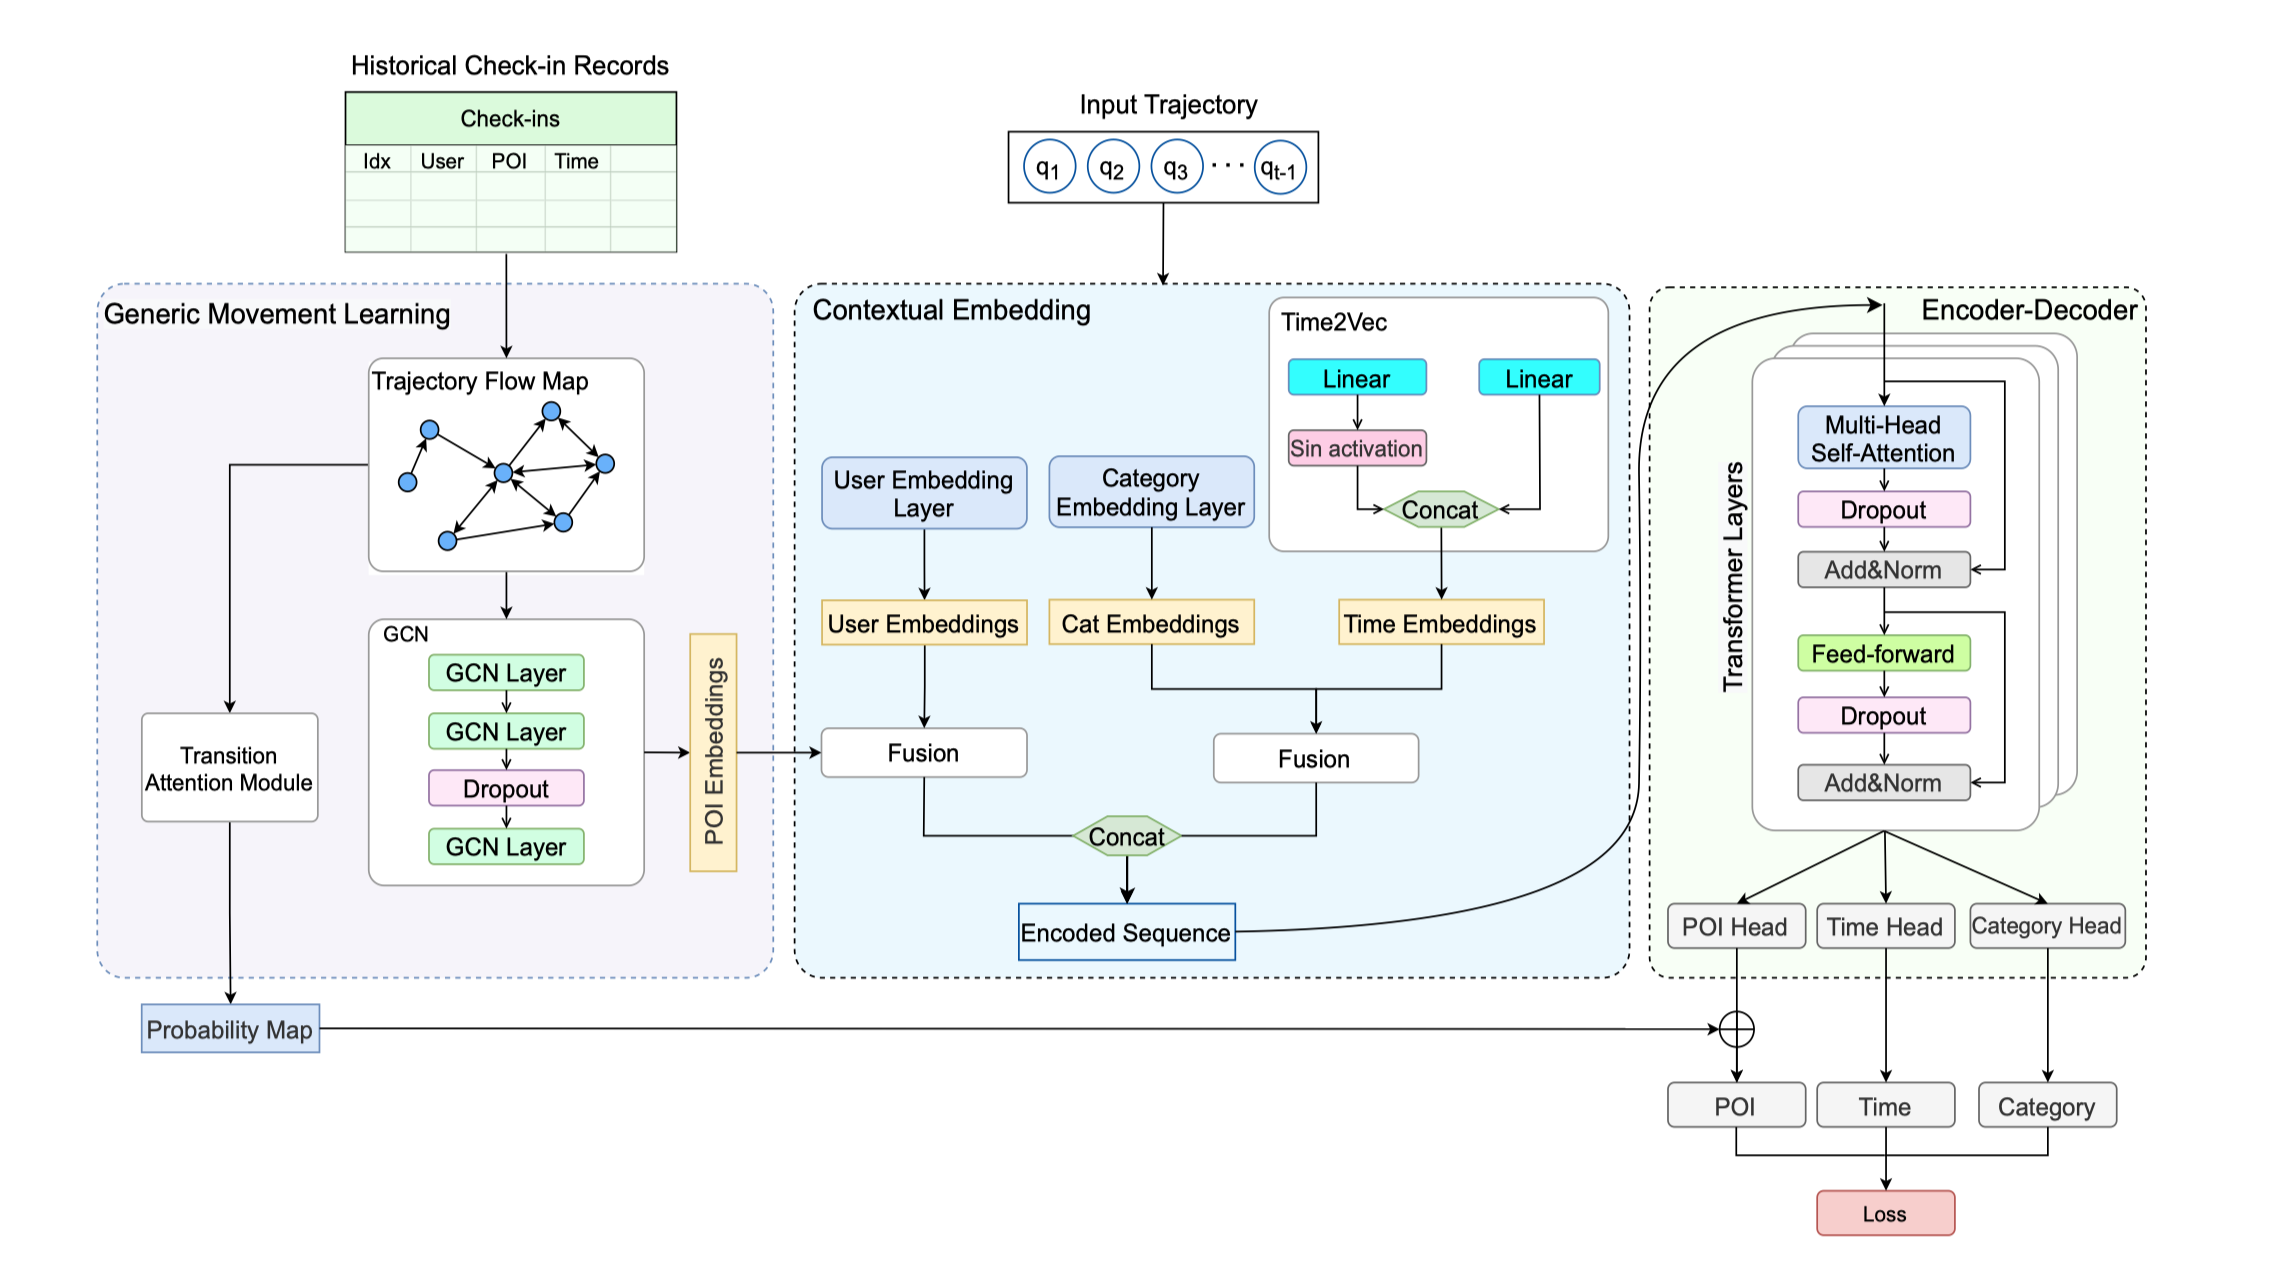 Historical Check-in Records
Check-ins
Idx User POI Time
Input Trajectory
q1 q2 q3 ··· qt-1
Generic Movement Learning
Trajectory Flow Map
GCN
GCN Layer
GCN Layer
Dropout
GCN Layer
Transition
Attention Module
POI Embeddings
Probability Map
Contextual Embedding
Time2Vec
Linear
Linear
Sin activation
Concat
User Embedding
Layer
Category
Embedding Layer
User Embeddings
Cat Embeddings
Time Embeddings
Fusion
Fusion
Concat
Encoded Sequence
Encoder-Decoder
Transformer Layers
Multi-Head
Self-Attention
Dropout
Add&Norm
Feed-forward
Dropout
Add&Norm
POI Head
Time Head
Category Head
POI
Time
Category
Loss